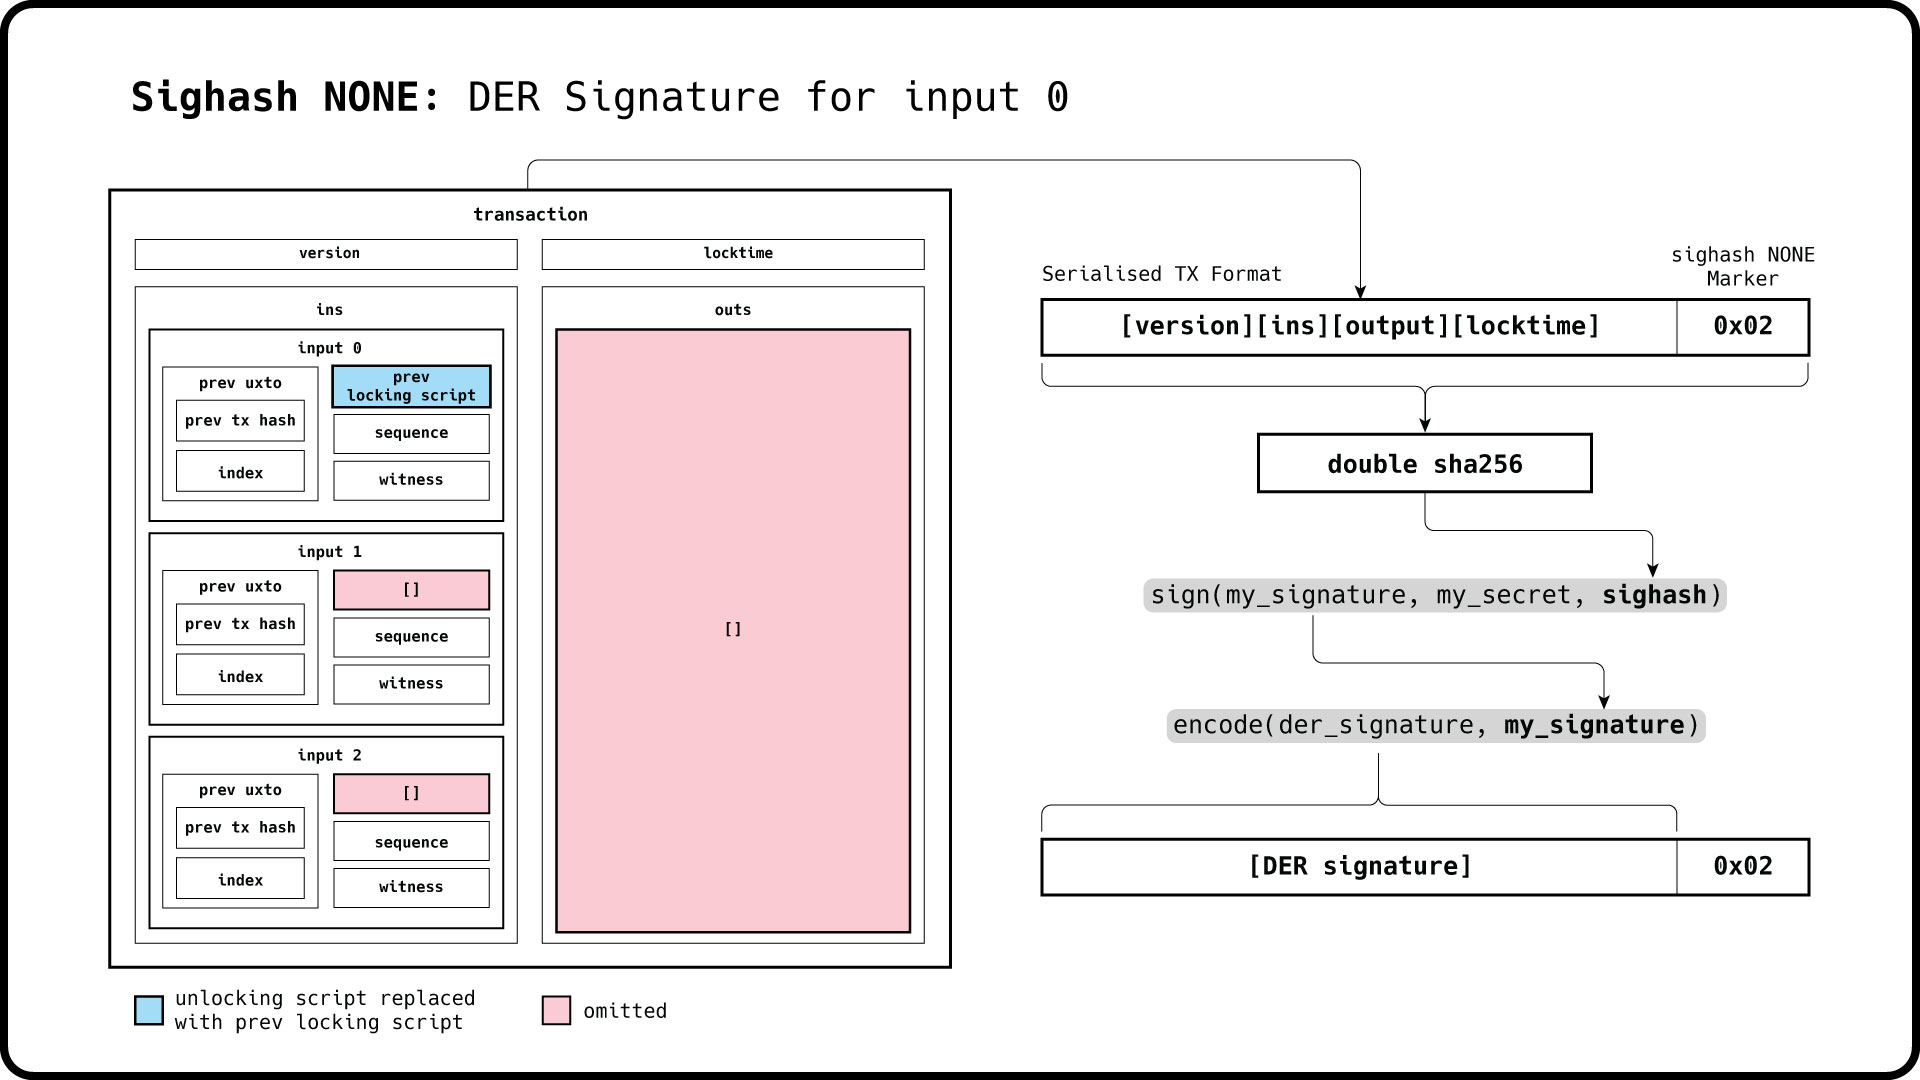 Sighash NONE: DER Signature for input 0
transaction
version
locktime
ins
outs
input 0
prev uxto
prev tx hash
index
prev
locking script
sequence
witness
input 1
prev uxto
prev tx hash
index
[]
sequence
witness
input 2
prev uxto
prev tx hash
index
[]
sequence
witness
[]
unlocking script replaced
with prev locking script
omitted
Serialised TX Format
sighash NONE
Marker
[version][ins][output][locktime]
0x02
double sha256
sign(my_signature, my_secret, sighash)
encode(der_signature, my_signature)
[DER signature]
0x02